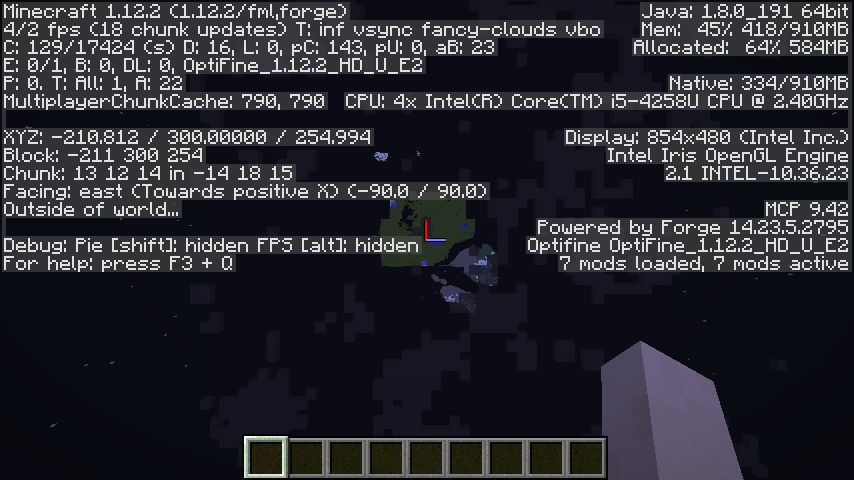 Minecraft 1.12.2 (1.12.2/fml,forge)
4/2 fps (18 chunk updates) T: inf vsync fancy-clouds vbo
C: 129/17424 (s) D: 16, L: 0, pC: 143, pU: 0, aB: 23
E: 0/1, B: 0, DL: 0, OptiFine_1.12.2_HD_U_E2
P: 0. T: All: 1, A: 22
MultiplayerChunkCache: 790, 790
XYZ: -210.812 / 300.00000 / 254.994
Block: -211 300 254
Chunk: 13 12 14 in -14 18 15
Facing: east (Towards positive X) (-90.0 / 90.0)
Outside of world...
Debug: Pie [shift]: hidden FPS [alt]: hidden
For help: press F3 + Q
Java: 1.8.0_191 64bit
Mem: 45% 418/910MB
Allocated: 64% 584MB
Native: 334/910MB
CPU: 4x Intel(R) Core(TM) i5-4258U CPU @ 2.40GHz
Display: 854x480 (Intel Inc.)
Intel Iris OpenGL Engine
2.1 INTEL-10.36.23
MCP 9.42
Powered by Forge 14.23.5.2795
Optifine OptiFine_1.12.2_HD_U_E2
7 mods loaded, 7 mods active